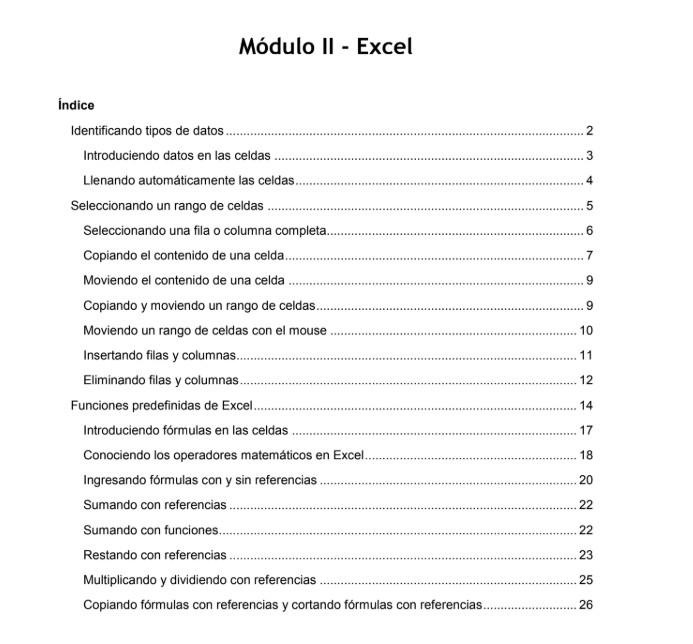 Módulo II - Excel
Índice
Identificando tipos de datos ........................................................................................................ 2
Introduciendo datos en las celdas .......................................................................................... 3
Llenando automáticamente las celdas.................................................................................... 4
Seleccionando un rango de celdas ............................................................................................ 5
Seleccionando una fila o columna completa........................................................................... 6
Copiando el contenido de una celda....................................................................................... 7
Moviendo el contenido de una celda ...................................................................................... 9
Copiando y moviendo un rango de celdas.............................................................................. 9
Moviendo un rango de celdas con el mouse ........................................................................ 10
Insertando filas y columnas................................................................................................... 11
Eliminando filas y columnas.................................................................................................. 12
Funciones predefinidas de Excel.............................................................................................. 14
Introduciendo fórmulas en las celdas ................................................................................... 17
Conociendo los operadores matemáticos en Excel.............................................................. 18
Ingresando fórmulas con y sin referencias ........................................................................... 20
Sumando con referencias ..................................................................................................... 22
Sumando con funciones........................................................................................................ 22
Restando con referencias ..................................................................................................... 23
Multiplicando y dividiendo con referencias ........................................................................... 25
Copiando fórmulas con referencias y cortando fórmulas con referencias........................... 26